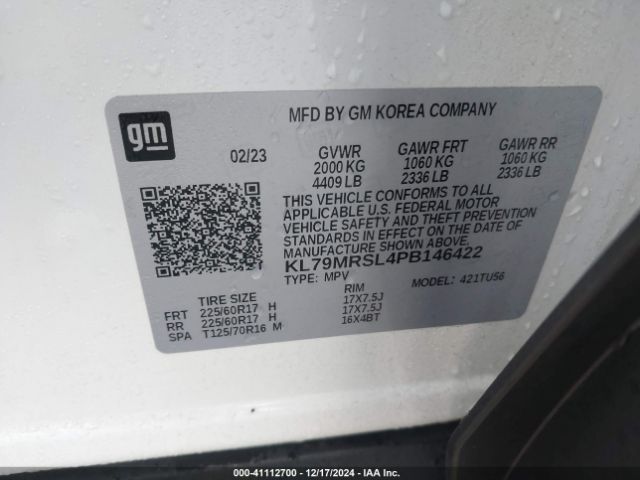 gm
MFD BY GM KOREA COMPANY
02/23 GVWR GAWR FRT GAWR RR
2000 KG 1060 KG 1060 KG
4409 LB 2336 LB 2336 LB
THIS VEHICLE CONFORMS TO ALL
APPLICABLE U.S. FEDERAL MOTOR
VEHICLE SAFETY AND THEFT PREVENTION
STANDARDS IN EFFECT ON THE DATE OF
MANUFACTURE SHOWN ABOVE.
KL79MRSL4PB146422
TYPE: MPV MODEL: 421TU56
TIRE SIZE RIM
FRT 225/60R17 H 17X7.5J
RR 225/60R17 H 17X7.5J
SPA T125/70R16 M 16X4BT
000-41112700 - 12/17/2024 - IAA Inc.